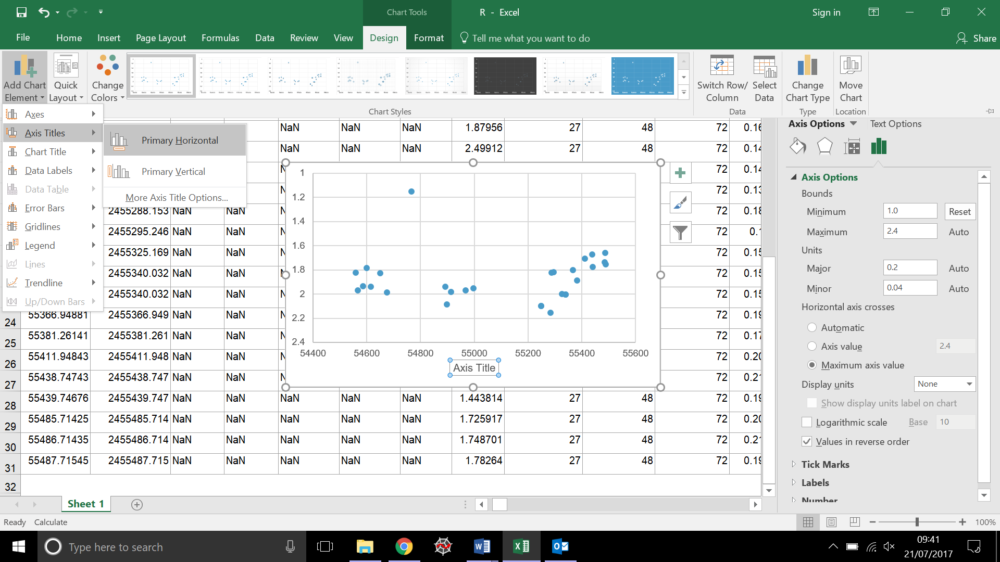 Chart Tools
R - Excel
Sign in
File Home Insert Page Layout Formulas Data Review View Design Format Tell me what you want to do Share
Add Chart Element
Quick Layout
Change Colors
Chart Styles
Switch Row/ Column
Select Data
Data
Change Chart Type
Type
Move Chart
Location
Axes
Axis Titles
Chart Title
Data Labels
Data Table
Error Bars
Gridlines
Legend
Lines
Trendline
Up/Down Bars
Primary Horizontal
Primary Vertical
More Axis Title Options...
NaN NaN NaN 1.87956 27 48 72 0.16
NaN NaN NaN 2.49912 27 48 72 0.14
72 0.14
72 0.13
2455288.153 NaN NaN 72 0.18
2455295.246 NaN NaN 72 0.1
2455325.169 NaN NaN 72 0.15
2455340.032 NaN NaN 72 0.15
2455340.032 NaN NaN 72 0.15
24 55366.94881 2455366.949 NaN NaN 72 0.19
25 55381.26141 2455381.261 NaN NaN 72 0.17
26 55411.94843 2455411.948 NaN NaN 72 0.20
27 55438.74743 2455438.747 NaN NaN 72 0.21
28 55439.74676 2455439.747 NaN NaN NaN NaN NaN 1.443814 27 48 72 0.19
29 55485.71425 2455485.714 NaN NaN NaN NaN NaN 1.725917 27 48 72 0.20
30 55486.71435 2455486.714 NaN NaN NaN NaN NaN 1.748701 27 48 72 0.21
31 55487.71545 2455487.715 NaN NaN NaN NaN NaN 1.78264 27 48 72 0.19
32
1
1.2
1.4
1.6
1.8
2
2.2
2.4
54400 54600 54800 55000 55200 55400 55600
Axis Title
Axis Options Text Options
Axis Options
Bounds
Minimum 1.0 Reset
Maximum 2.4 Auto
Units
Major 0.2 Auto
Minor 0.04 Auto
Horizontal axis crosses
Automatic
Axis value 2.4
Maximum axis value
Display units None
Show display units label on chart
Logarithmic scale Base 10
Values in reverse order
Tick Marks
Labels
Number
Sheet 1
Ready Calculate
100%
Type here to search
09:41
21/07/2017